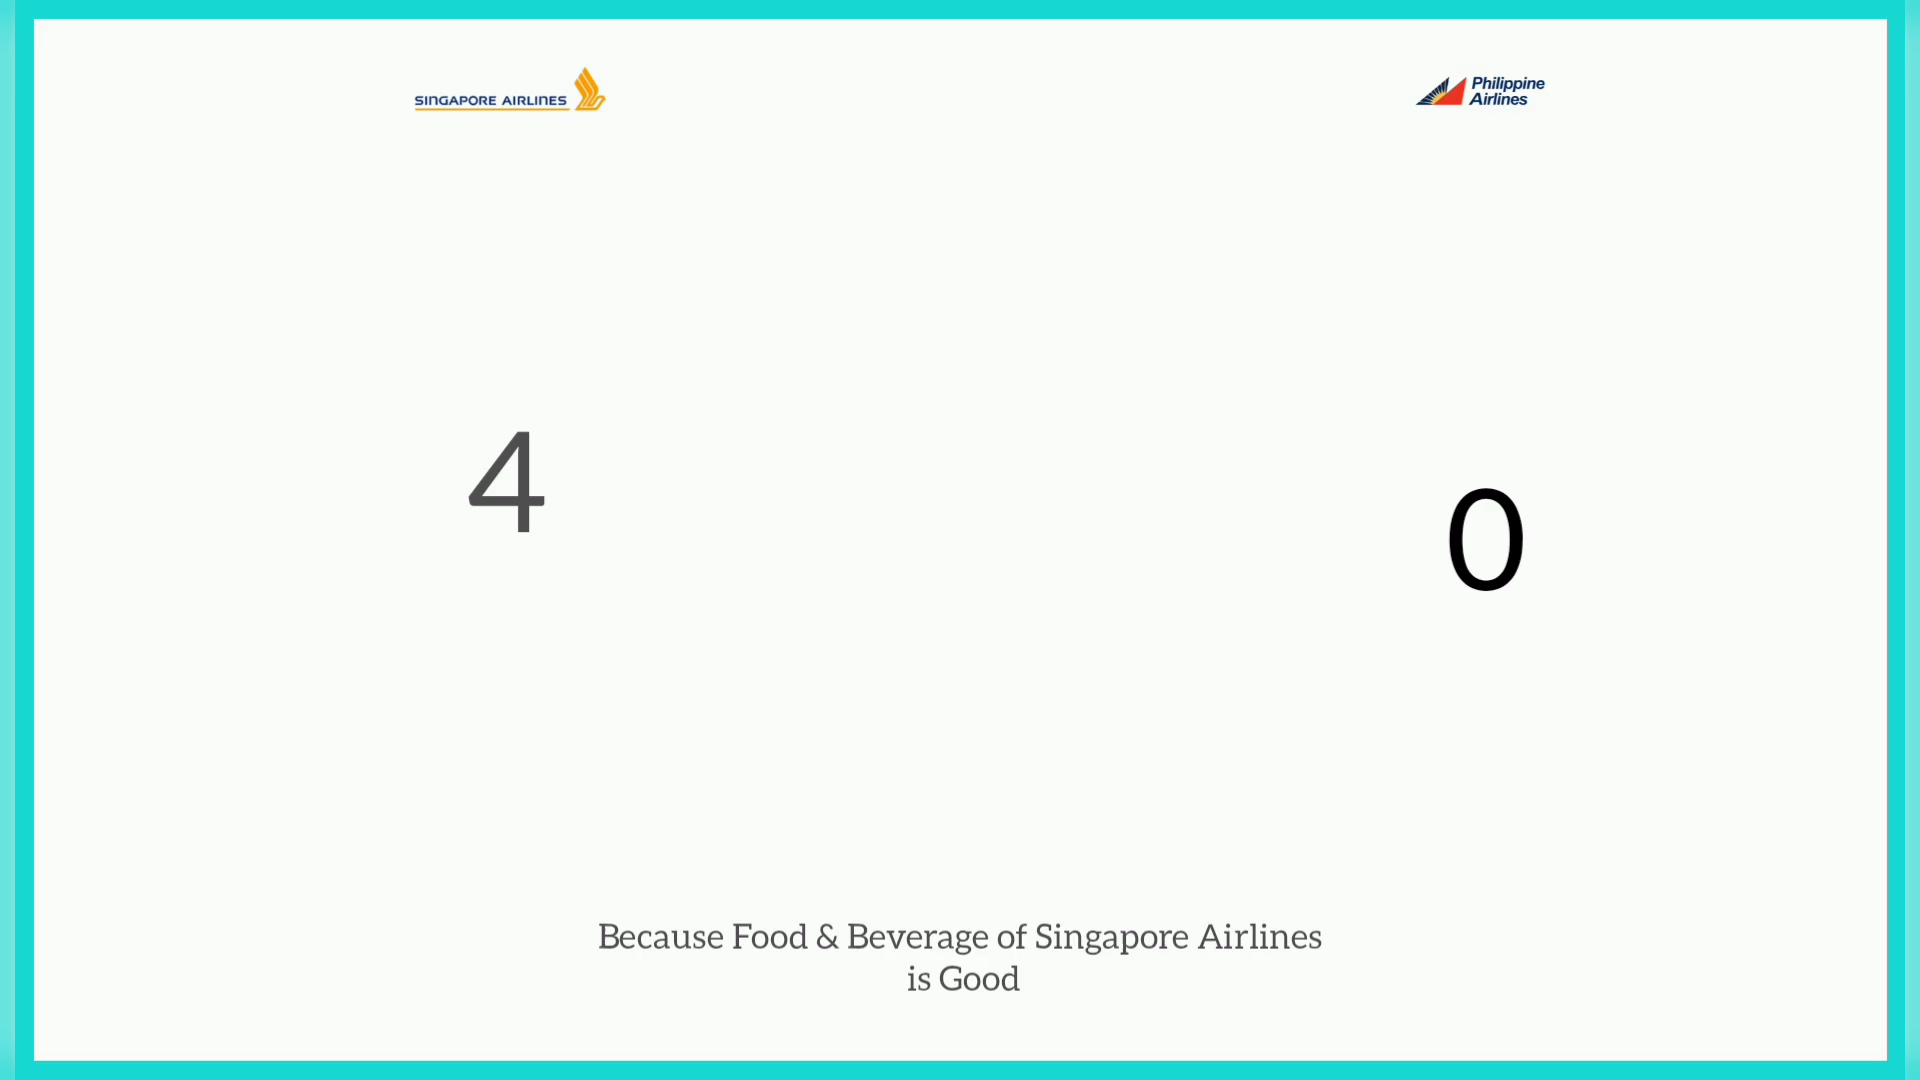 SINGAPORE AIRLINES
Philippine
Airlines
4
0
Because Food & Beverage of Singapore Airlines
is Good